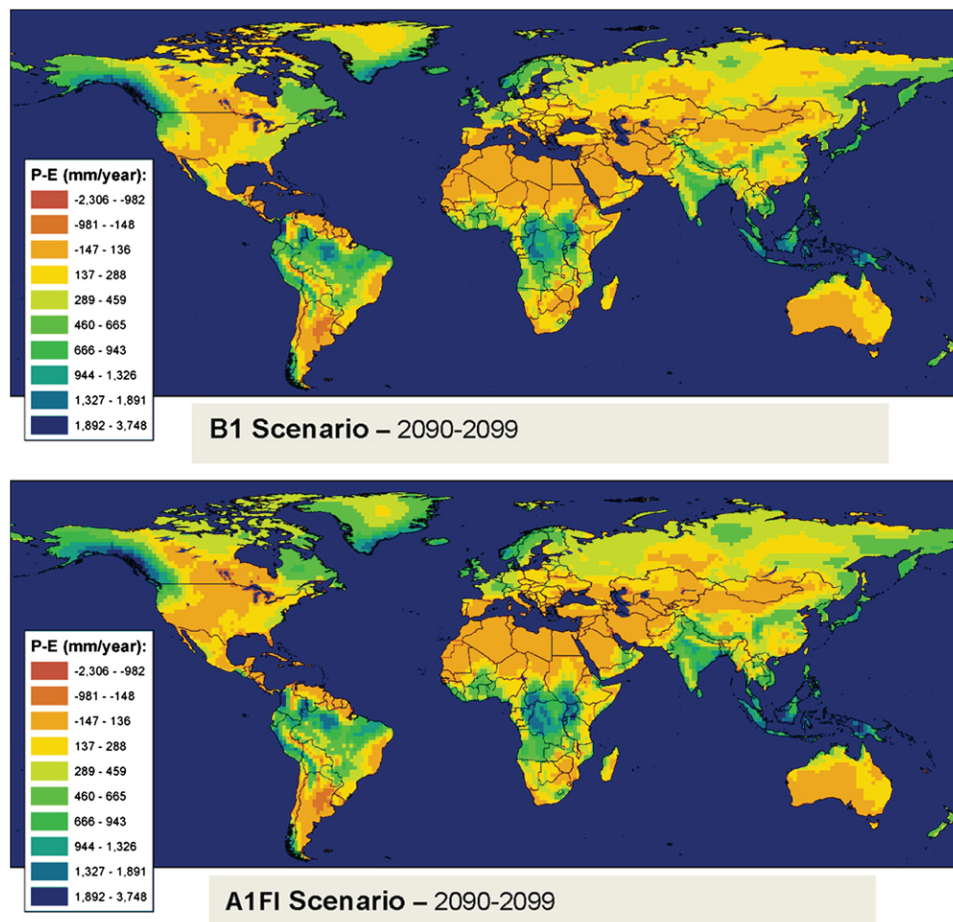 P-E (mm/year):
-2,306 - -982
-981 - -148
-147 - 136
137 - 288
289 - 459
460 - 665
666 - 943
944 - 1,326
1,327 - 1,891
1,892 - 3,748
B1 Scenario – 2090-2099
P-E (mm/year):
-2,306 - -982
-981 - -148
-147 - 136
137 - 288
289 - 459
460 - 665
666 - 943
944 - 1,326
1,327 - 1,891
1,892 - 3,748
A1FI Scenario – 2090-2099